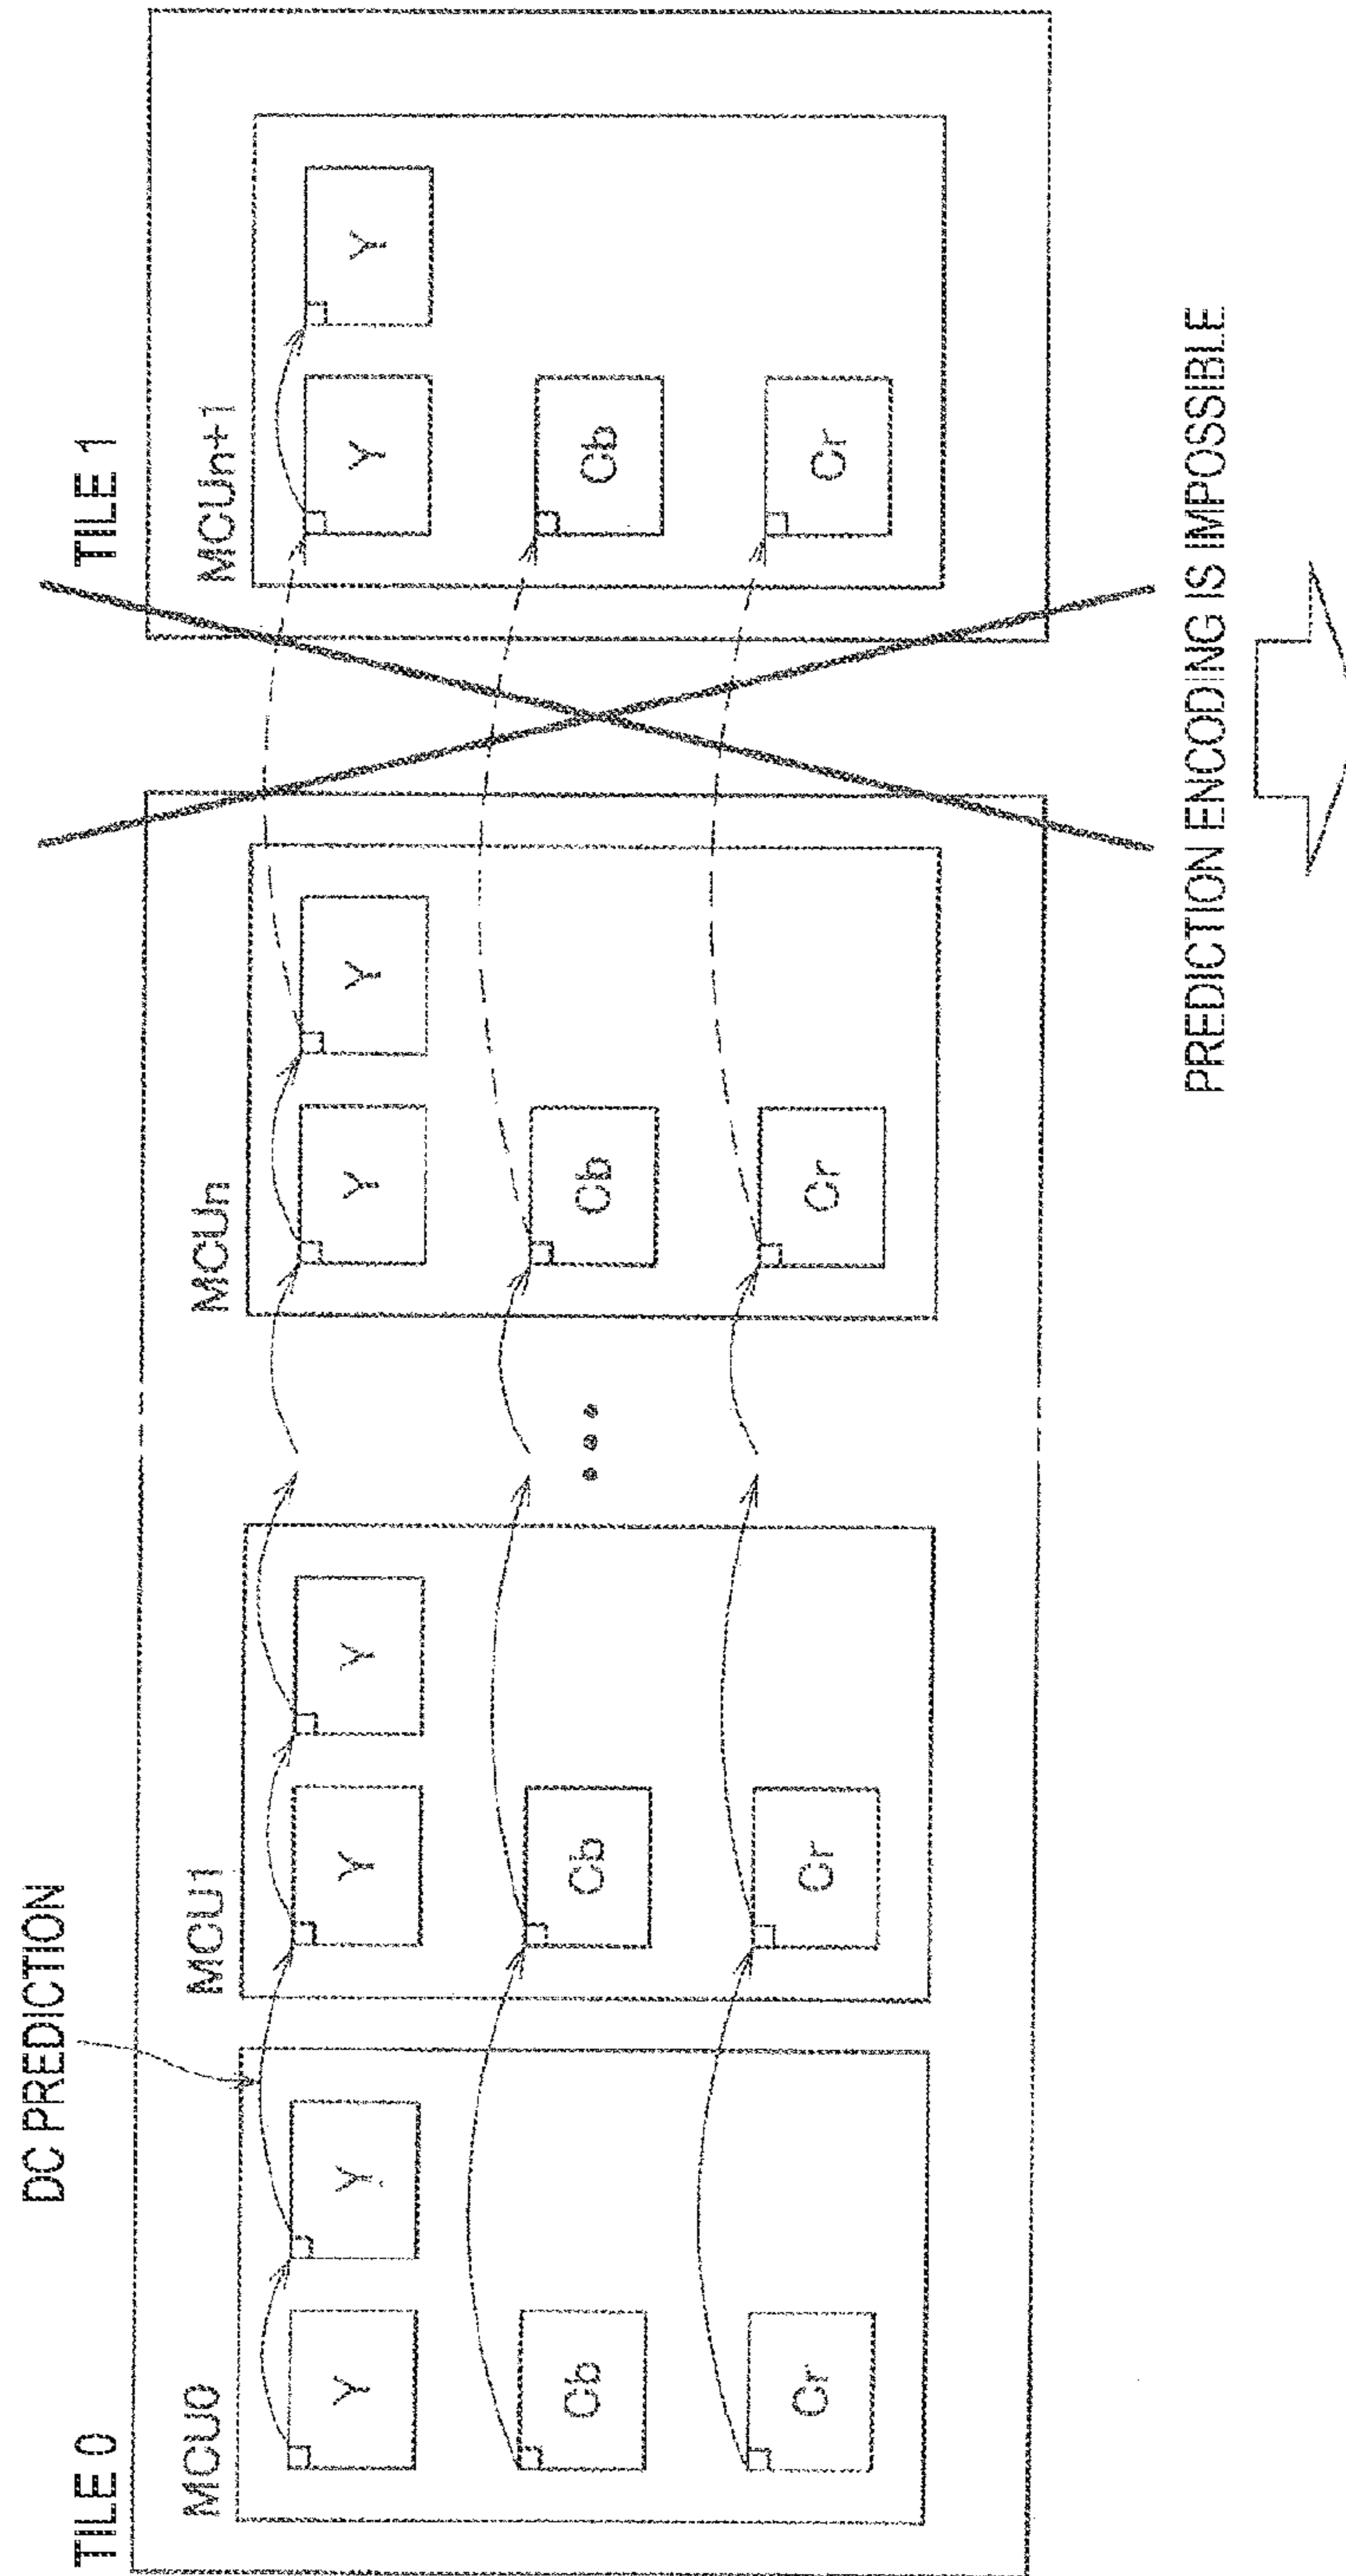 DC PREDICTION
TILE 0
TILE 1
MCU0
MCU1
MCUn
MCUn+1
Y
Y
Y
Y
Y
Y
Y
Y
Cb
Cb
Cb
Cb
Cr
Cr
Cr
Cr
PREDICTION ENCODING IS IMPOSSIBLE